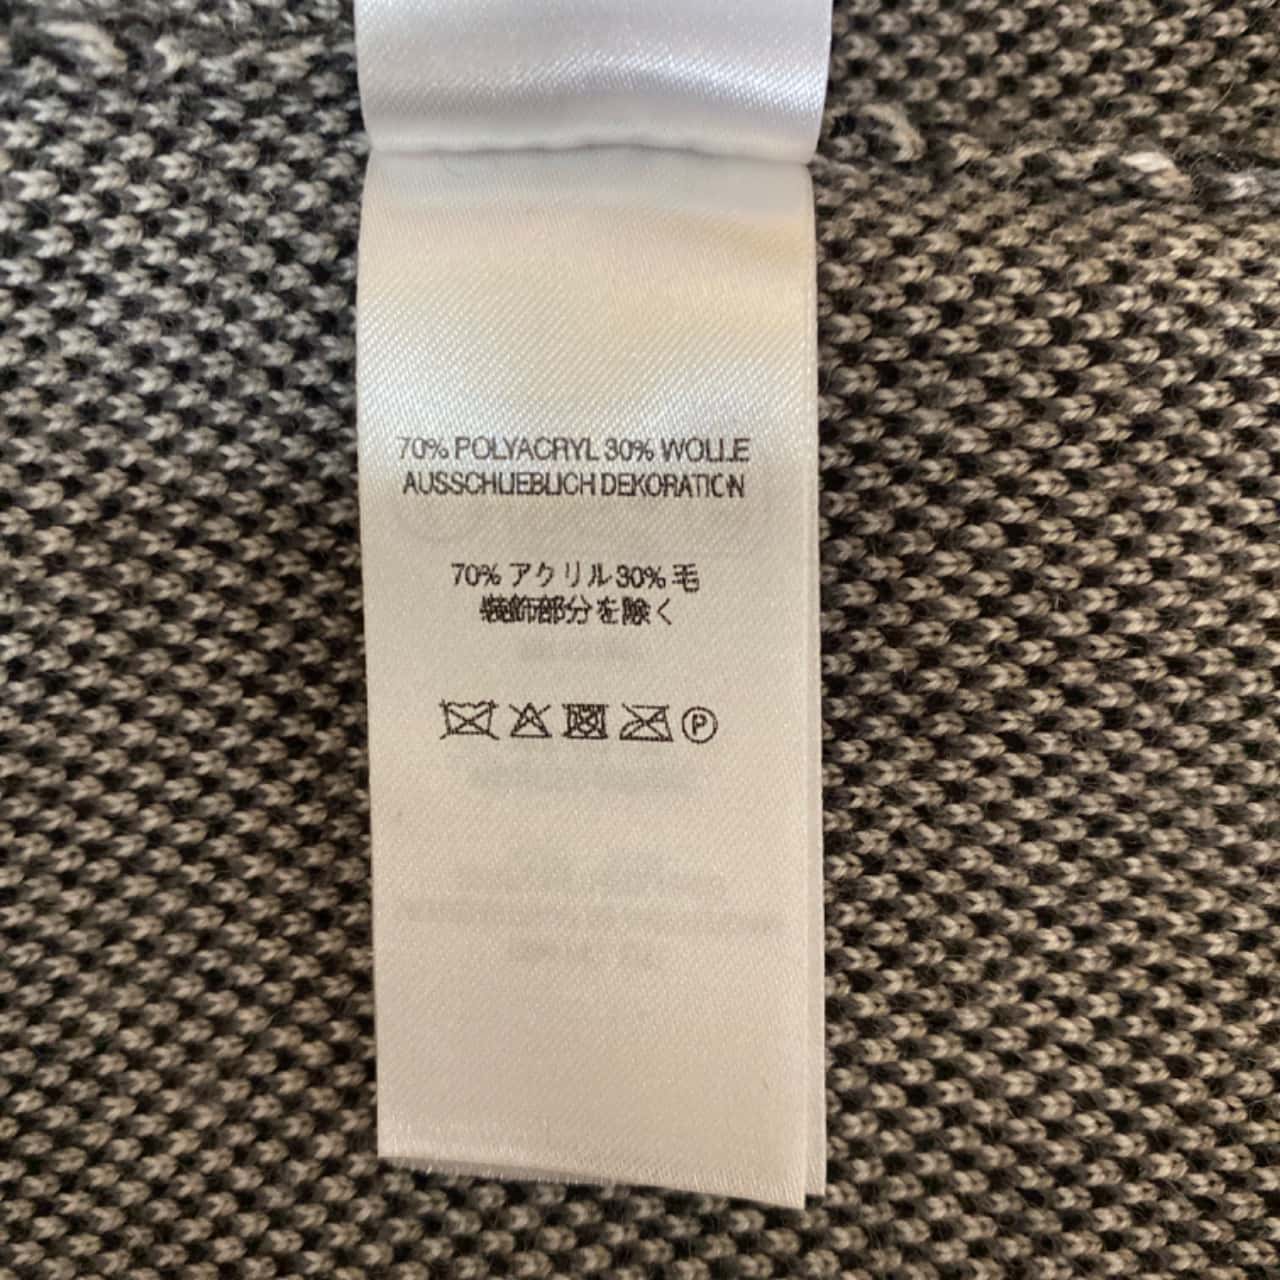 70% POLYACRYL 30% WOLLE
AUSSCHLIEBLICH DEKORATION
70% アクリル 30% 毛
装飾部分を除く
P